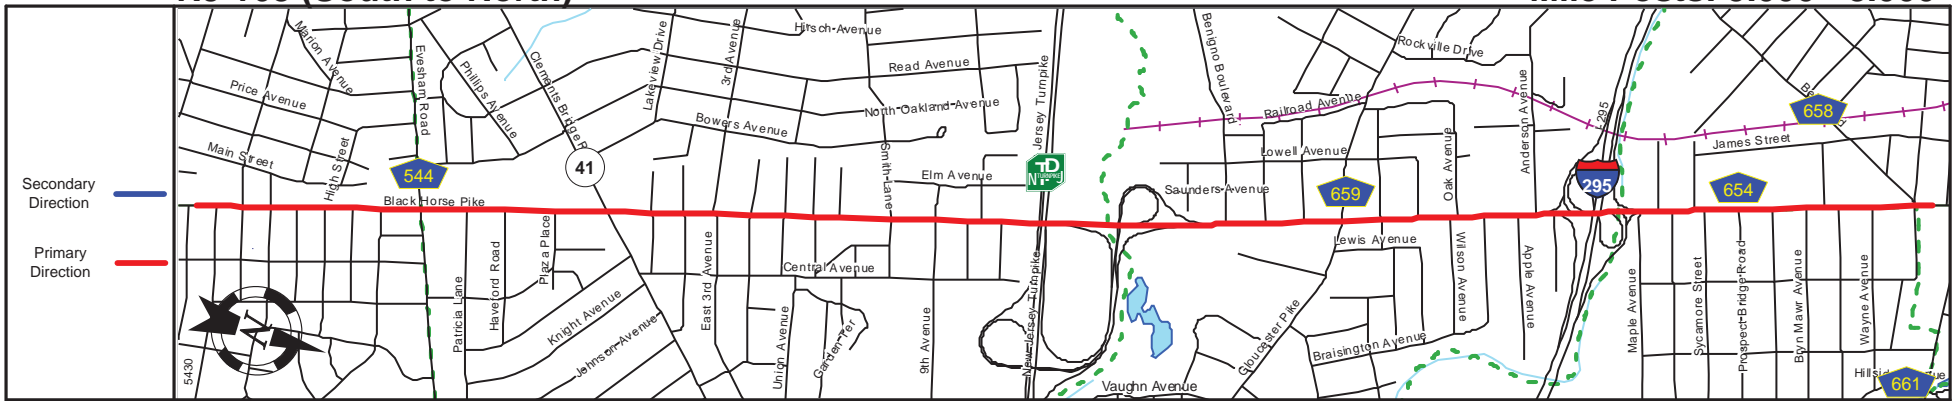 Secondary
Direction
Primary
Direction
Marion Avenue
Price Avenue
Main Street
High Street
Evesham Road
544
Black Horse Pike
Phillips Avenue
41
Lakeview Drive
3rd Avenue
Hirsch Avenue
Read Avenue
North Oakland Avenue
Bowers Avenue
Smith Lane
Elm Avenue
Jersey Turnpike
NJTP
TURNPIKE
Benigno Boulevard
Railroad Avenue
Rockville Drive
Lowell Avenue
Saunders Avenue
659
Oak Avenue
Anderson Avenue
I-295
295
James Street
658
654
5430
N
Patricia Lane
Haveford Road
Plaza Place
Knight Avenue
Johnson Avenue
East 3rd Avenue
Central Avenue
Union Avenue
Garden Ter
9th Avenue
New Jersey Turnpike
Vaughn Avenue
Gloucester Pike
Lewis Avenue
Braisington Avenue
Wilson Avenue
Apple Avenue
Maple Avenue
Sycamore Street
Prospect Bridge Road
Bryn Mawr Avenue
Wayne Avenue
661